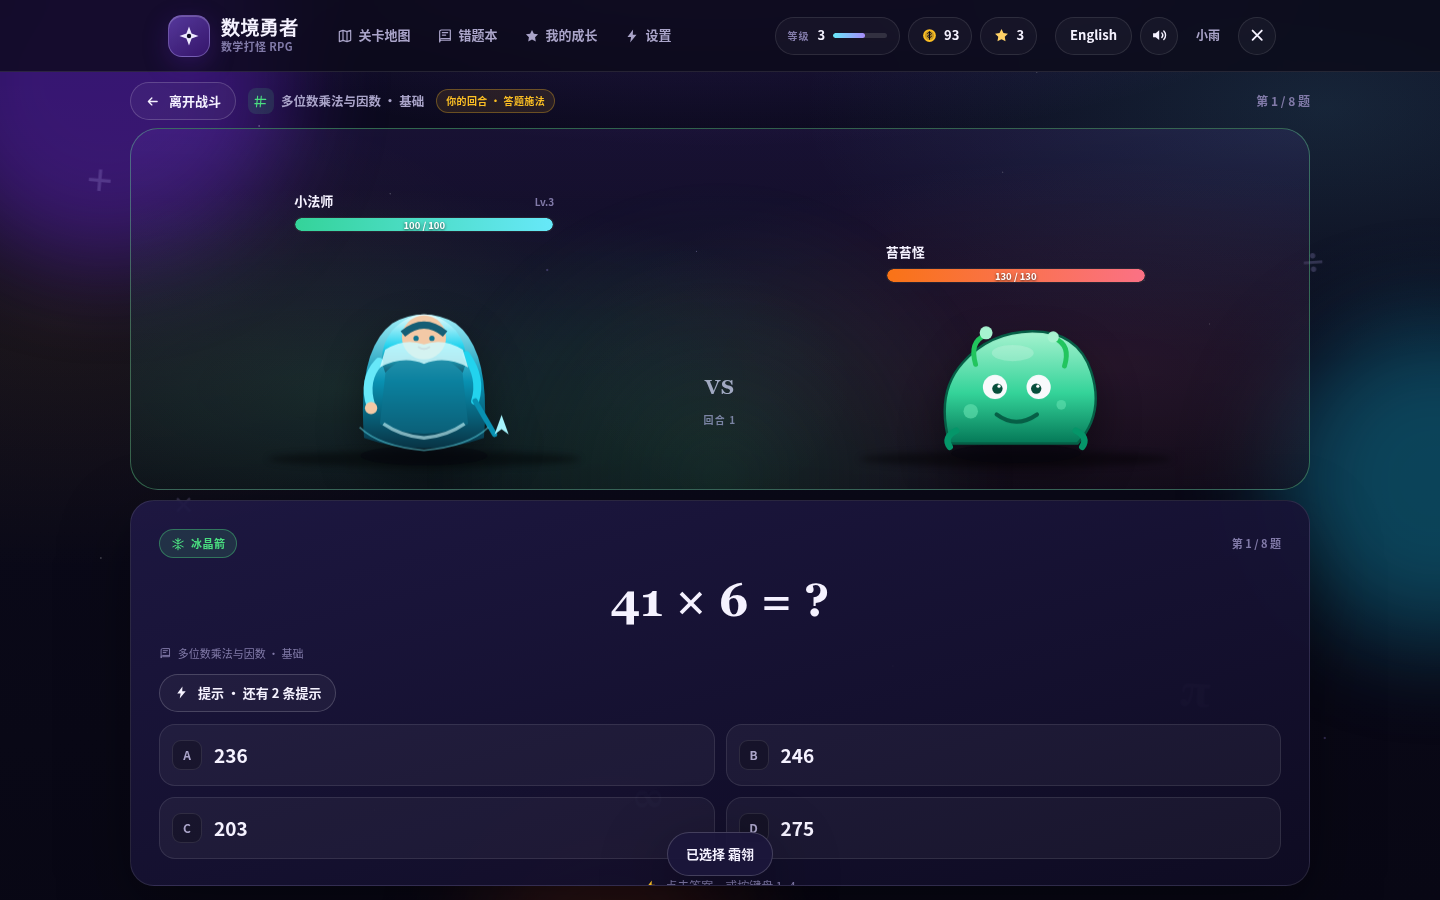 数境勇者
数学打怪 RPG
关卡地图
错题本
我的成长
设置
等级 3
93
3
English
小雨
离开战斗
多位数乘法与因数 · 基础
你的回合 · 答题施法
第 1 / 8 题
小法师
Lv.3
100 / 100
苔苔怪
130 / 130
VS
回合 1
冰晶箭
第 1 / 8 题
41 × 6 = ?
多位数乘法与因数 · 基础
提示 · 还有 2 条提示
A 236
B 246
C 203
D 275
已选择 霜翎